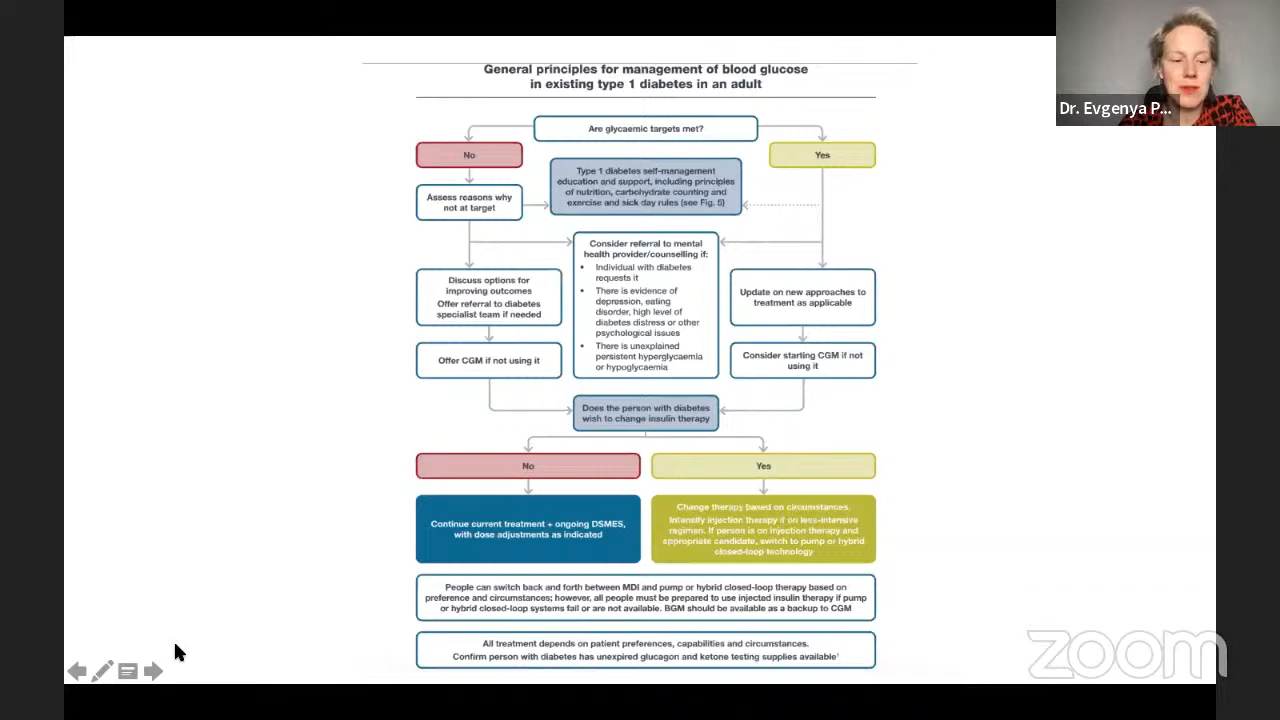 General principles for management of blood glucose
in existing type 1 diabetes in an adult
Dr. Evgenya P...
Are glycaemic targets met?
No
Yes
Type 1 diabetes self-management
education and support, including principles
of nutrition, carbohydrate counting and
exercise and sick day rules (see Fig. 5)
Assess reasons why
not at target
Consider referral to mental
health provider/counselling if:
• Individual with diabetes
requests it
• There is evidence of
depression, eating
disorder, high level of
diabetes distress or other
psychological issues
• There is unexplained
persistent hyperglycaemia
or hypoglycaemia
Discuss options for
improving outcomes
Offer referral to diabetes
specialist team if needed
Update on new approaches to
treatment as applicable
Offer CGM if not using it
Consider starting CGM if not
using it
Does the person with diabetes
wish to change insulin therapy
No
Yes
Continue current treatment + ongoing DSMES,
with dose adjustments as indicated
Change therapy based on circumstances.
Intensify injection therapy if on less-intensive
regimen. If person is on injection therapy and
appropriate candidate, switch to pump or hybrid
closed-loop technology
People can switch back and forth between MDI and pump or hybrid closed-loop therapy based on
preference and circumstances; however, all people must be prepared to use injected insulin therapy if pump
or hybrid closed-loop systems fail or are not available. BGM should be available as a backup to CGM
All treatment depends on patient preferences, capabilities and circumstances.
Confirm person with diabetes has unexpired glucagon and ketone testing supplies available¹
zoom